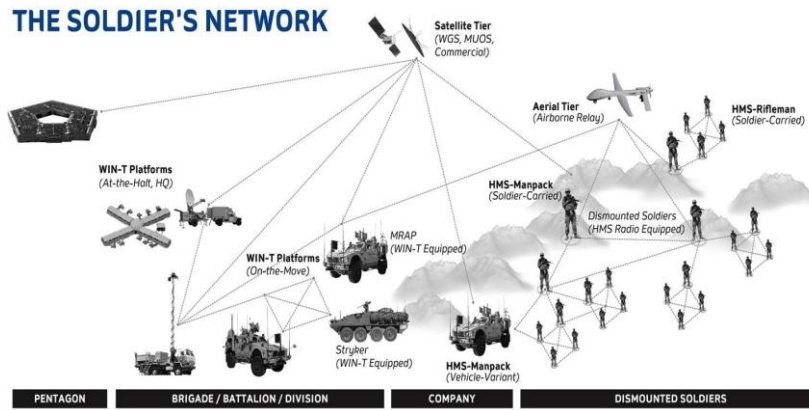 THE SOLDIER'S NETWORK
Satellite Tier
(WGS, MUOS,
Commercial)
Aerial Tier
(Airborne Relay)
HMS-Rifleman
(Soldier-Carried)
WIN-T Platforms
(At-the-Halt, HQ)
HMS-Manpack
(Soldier-Carried)
Dismounted Soldiers
(HMS Radio Equipped)
MRAP
(WIN-T Equipped)
WIN-T Platforms
(On-the-Move)
Stryker
(WIN-T Equipped)
HMS-Manpack
(Vehicle-Variant)
PENTAGON
BRIGADE / BATTALION / DIVISION
COMPANY
DISMOUNTED SOLDIERS